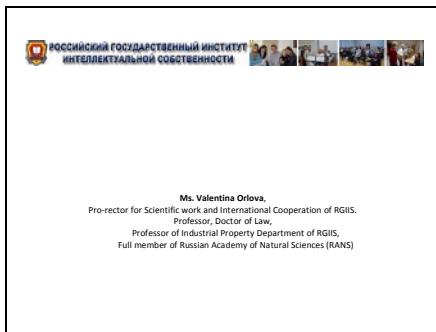 РОССИЙСКИЙ ГОСУДАРСТВЕННЫЙ ИНСТИТУТ
ИНТЕЛЛЕКТУАЛЬНОЙ СОБСТВЕННОСТИ
Ms. Valentina Orlova,
Pro-rector for Scientific work and International Cooperation of RGIIS.
Professor, Doctor of Law,
Professor of Industrial Property Department of RGIIS,
Full member of Russian Academy of Natural Sciences (RANS)